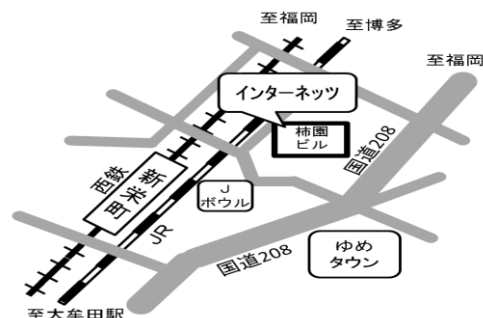 至福岡
至博多
至福岡
インターネッツ
柿園
ビル
国道208
西鉄
新栄町
J
ボウル
JR
国道208
ゆめ
タウン
至大牟田駅